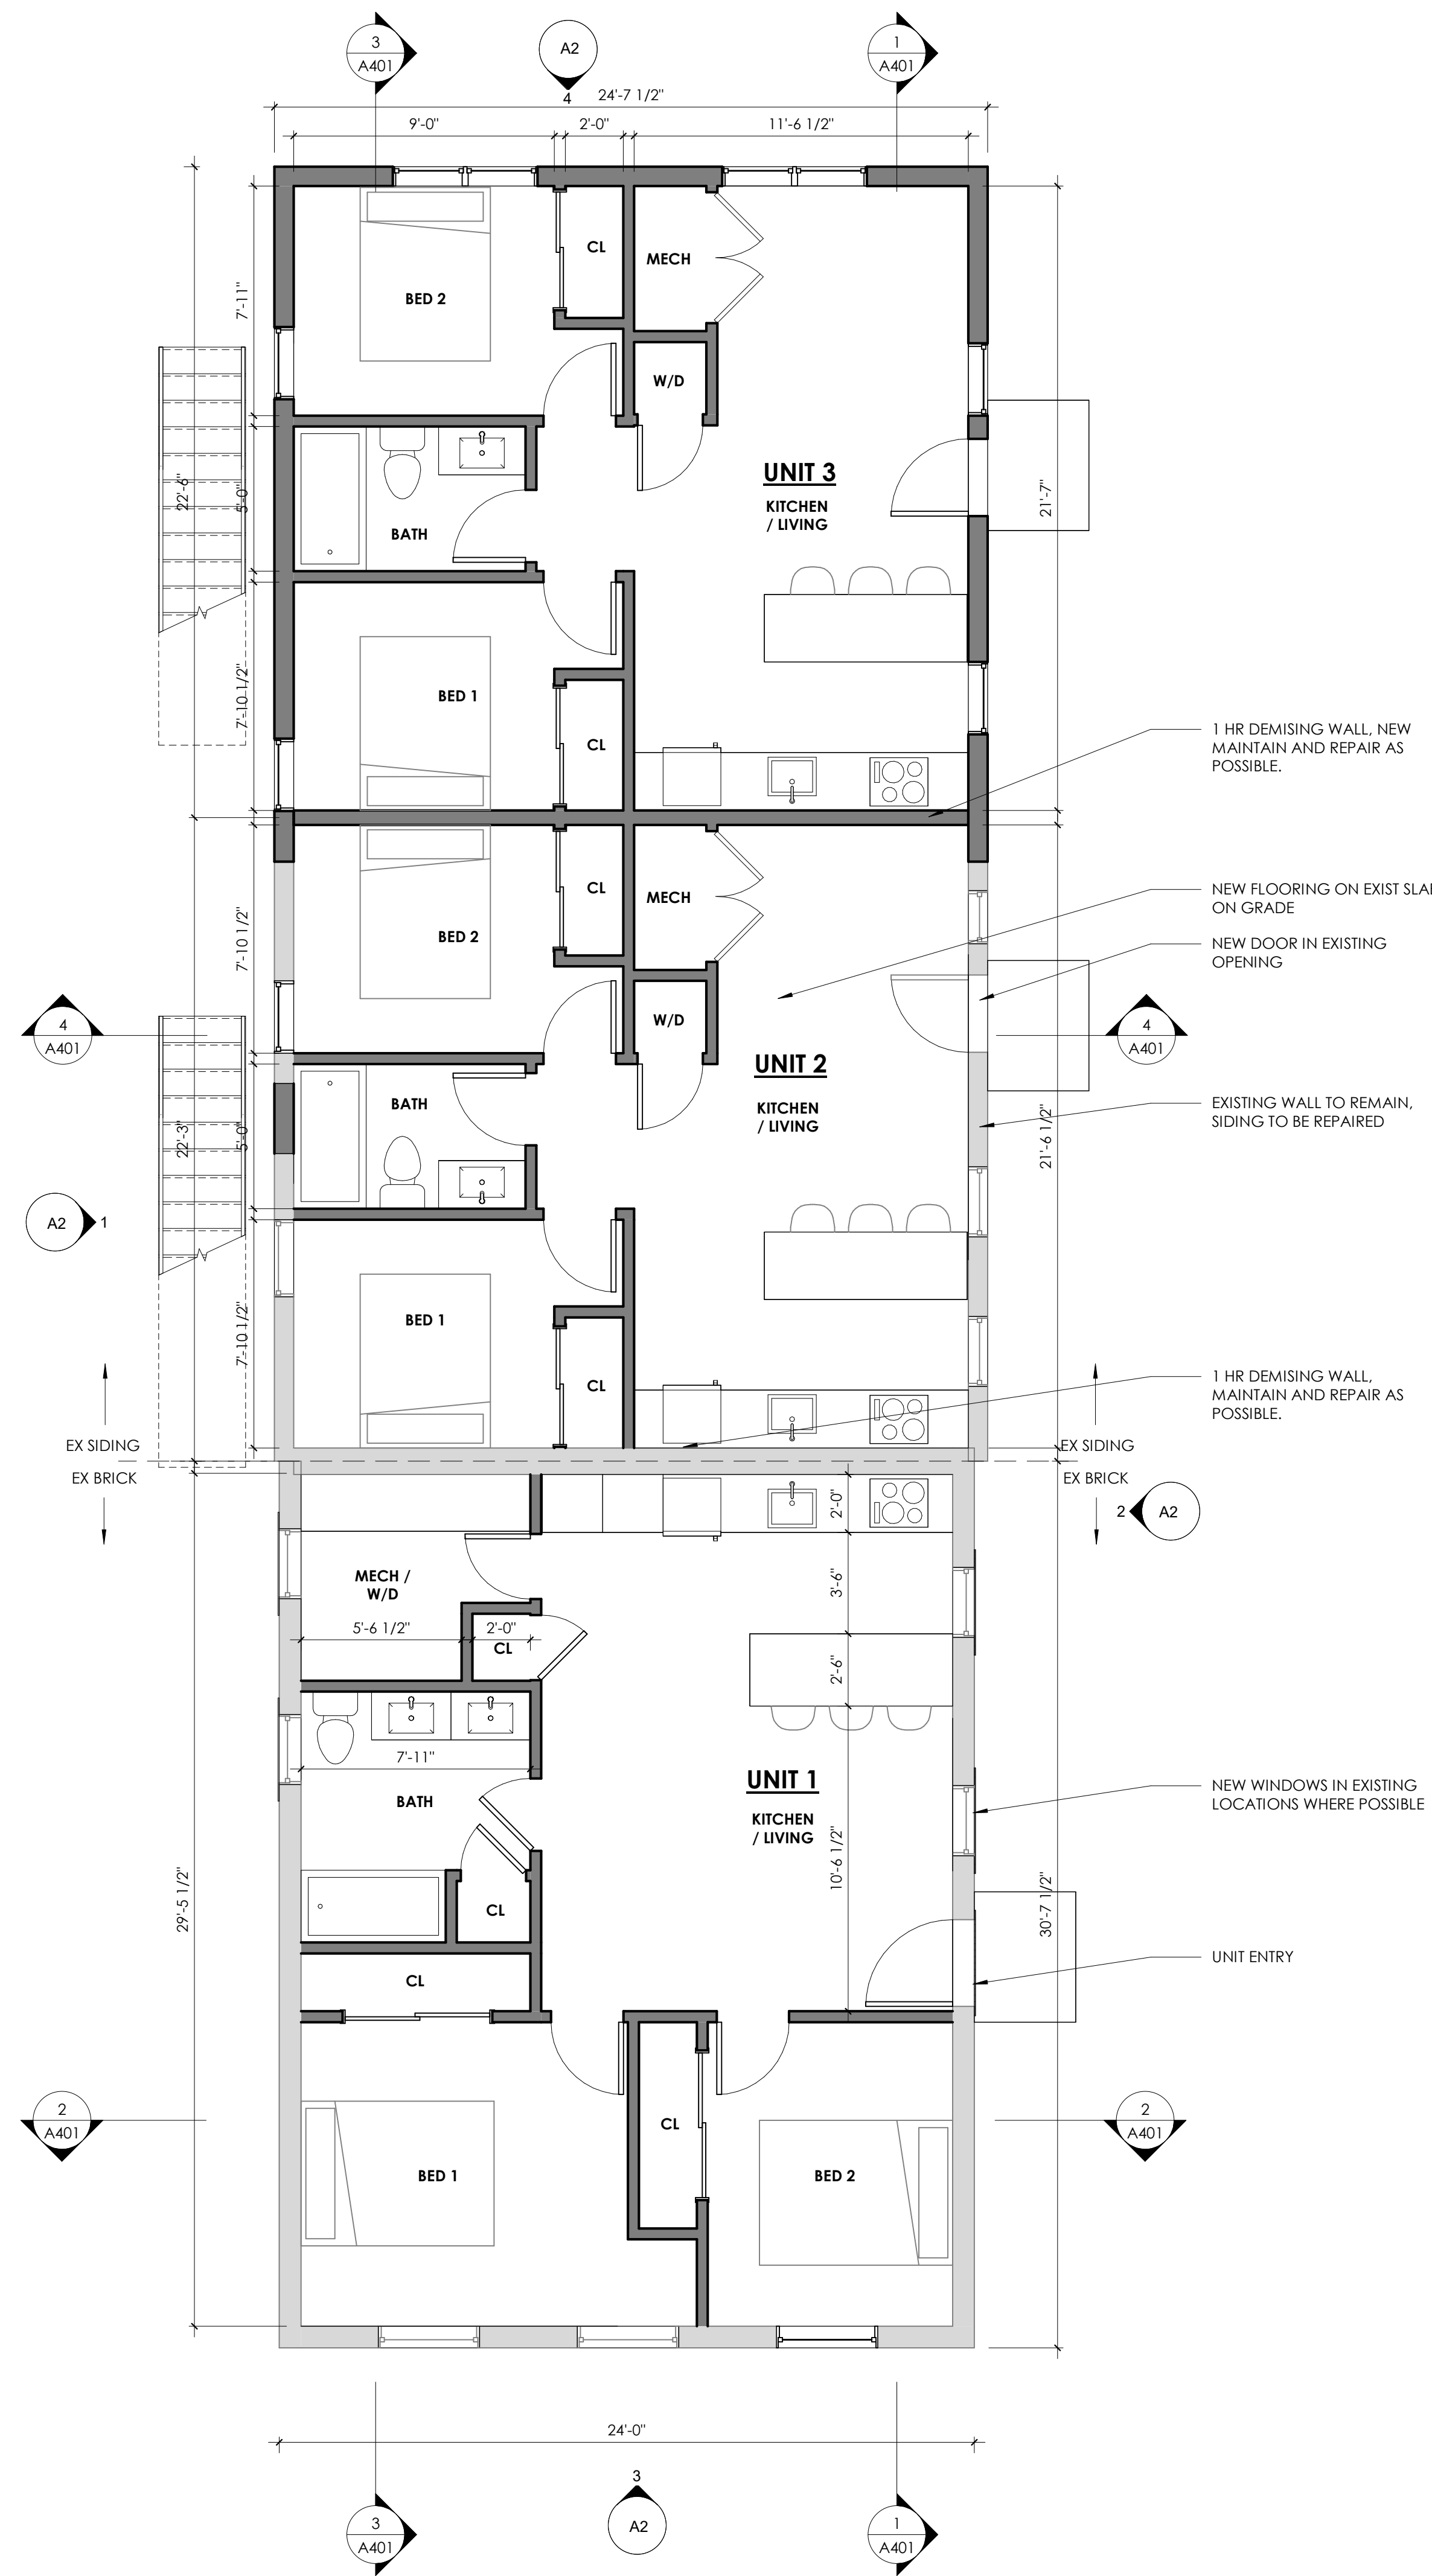 3
A401
A2
4
1
A401
24'-7 1/2"
9'-0"
2'-0"
11'-6 1/2"
CL
MECH
BED 2
7'-11"
W/D
UNIT 3
KITCHEN
/ LIVING
22'-6"
5'-0"
21'-7"
BATH
BED 1
7'-10 1/2"
CL
1 HR DEMISING WALL, NEW
MAINTAIN AND REPAIR AS
POSSIBLE.
CL
MECH
BED 2
7'-10 1/2"
NEW FLOORING ON EXIST SLAB
ON GRADE
NEW DOOR IN EXISTING
OPENING
4
A401
W/D
4
A401
UNIT 2
KITCHEN
/ LIVING
BATH
22'-3"
5'-0"
21'-6 1/2"
EXISTING WALL TO REMAIN,
SIDING TO BE REPAIRED
A2
1
BED 1
7'-10 1/2"
CL
1 HR DEMISING WALL,
MAINTAIN AND REPAIR AS
POSSIBLE.
EX SIDING
EX SIDING
EX BRICK
EX BRICK
2'-0"
2
A2
MECH /
W/D
3'-6"
5'-6 1/2"
2'-0"
CL
2'-6"
7'-11"
UNIT 1
KITCHEN
/ LIVING
BATH
NEW WINDOWS IN EXISTING
LOCATIONS WHERE POSSIBLE
10'-6 1/2"
29'-5 1/2"
30'-7 1/2"
CL
UNIT ENTRY
CL
2
A401
CL
2
A401
BED 1
BED 2
24'-0"
3
A401
3
A2
1
A401